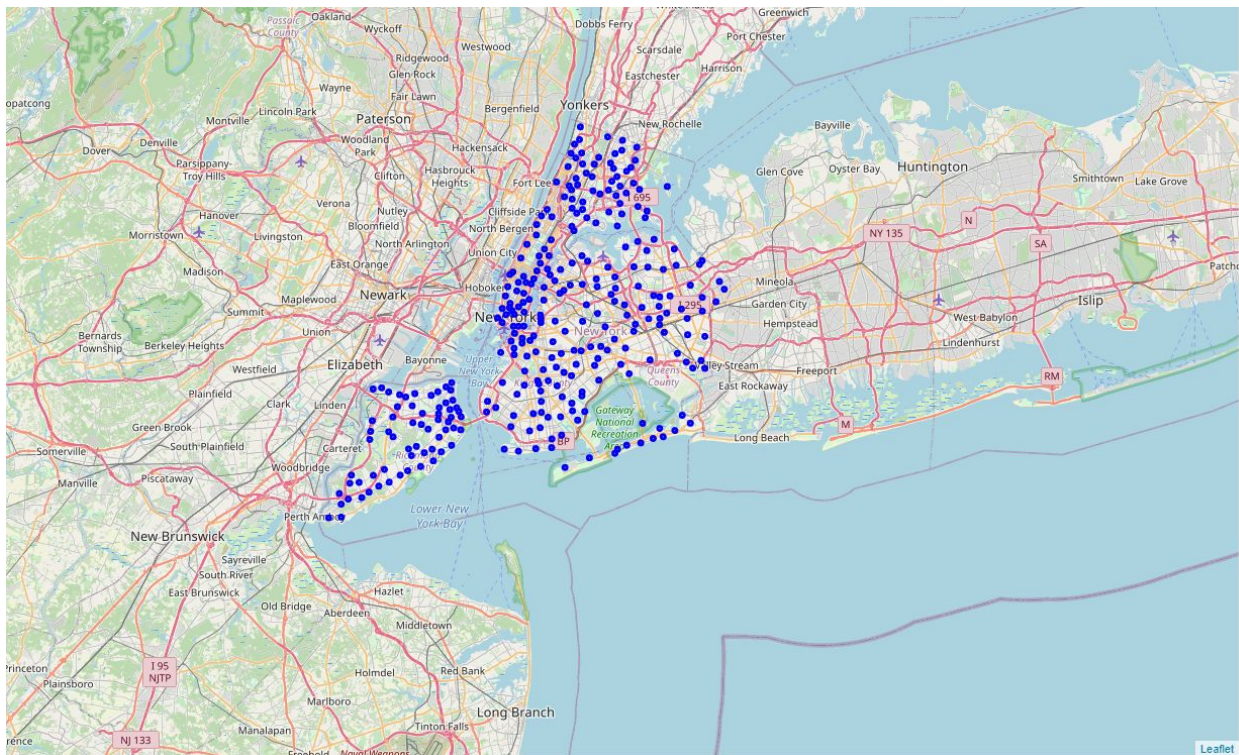 Oakland
Passaic
County
Wyckoff
Dobbs Ferry
Greenwich
Port Chester
Scarsdale
Harrison
Westwood
Ridgewood
Glen Rock
Eastchester
opatcong
Wayne
Fair Lawn
Lincoln Park
Bergenfield
Yonkers
Montville
Paterson
New Rochelle
Bayville
Dover
Denville
Woodland
Park
Hackensack
Huntington
Smithtown
Parsippany-
Troy Hills
Clifton
Hasbrouck
Heights
Fort Lee
Glen Cove
Oyster Bay
Lake Grove
Verona
Nutley
Cliffside Park
695
Hanover
Bloomfield
North Bergen
NY 135
N
Morristown
Livingston
North Arlington
Union City
SA
East Orange
Madison
Newark
Hoboken
Mineola
Patch
Maplewood
Garden City
Islip
Summit
I 295
Bernards
Township
Union
New York
New York
Hempstead
West Babylon
Berkeley Heights
Elizabeth
Bayonne
Upper
New York
Bay
Lindenhurst
Westfield
Queens
County
Valley Stream
Freeport
Plainfield
Linden
East Rockaway
RM
Clark
Gateway
National
Recreation
Area
Green Brook
Carteret
M
South Plainfield
BP
Long Beach
Somerville
Woodbridge
Manville
Piscataway
Perth Amboy
Lower New
York Bay
New Brunswick
Sayreville
South River
East Brunswick
Hazlet
Old Bridge
Aberdeen
Middletown
Princeton
I 95
NJTP
Holmdel
Red Bank
Plainsboro
Marlboro
Long Branch
Manalapan
Tinton Falls
NJ 133
Freehold
Naval Weapons
Leaflet